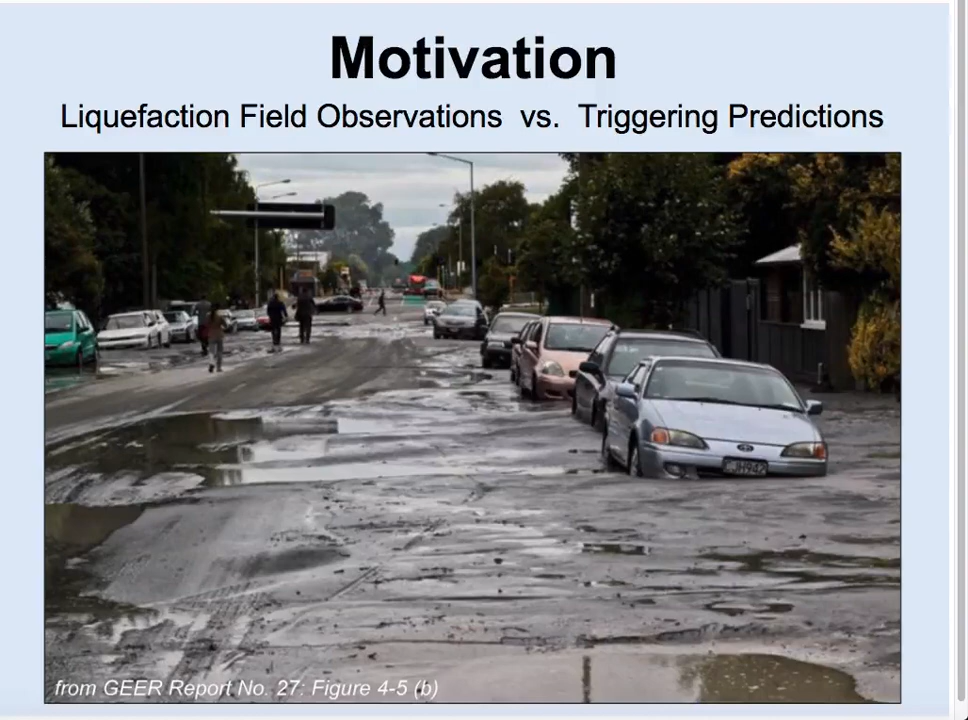 Motivation
Liquefaction Field Observations vs. Triggering Predictions
from GEER Report No. 27: Figure 4-5 (b)